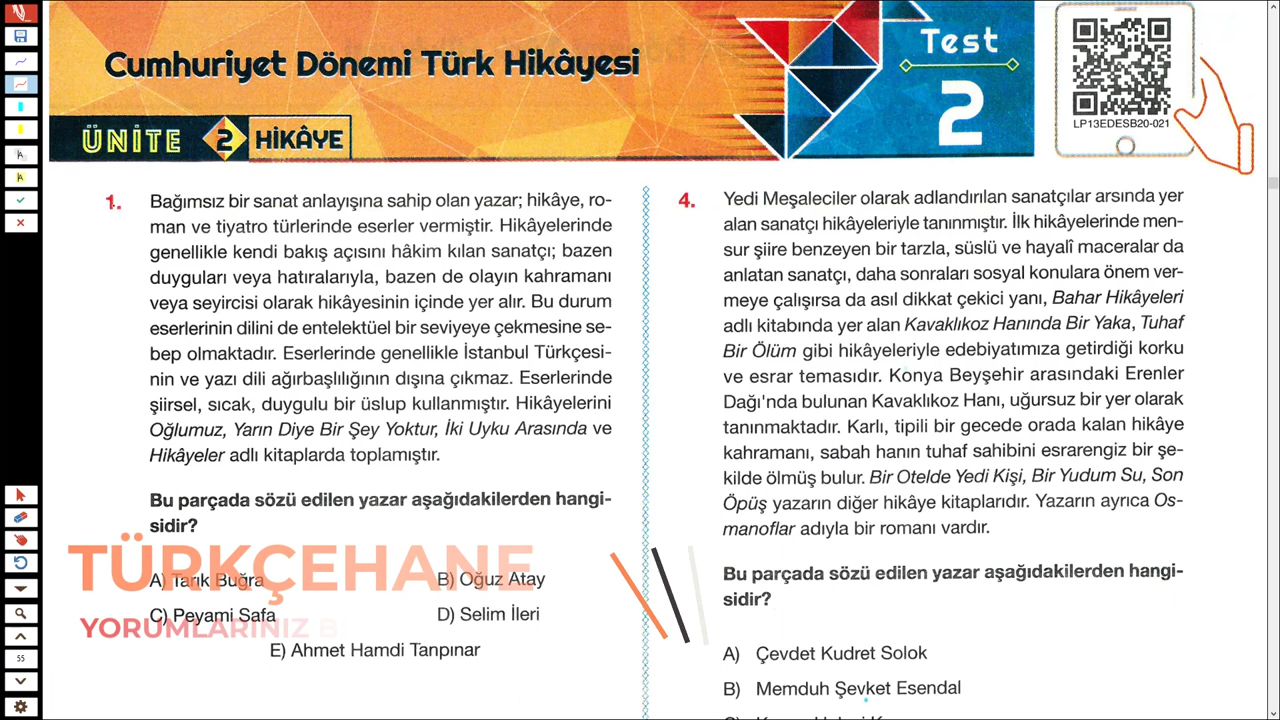 Cumhuriyet Dönemi Türk Hikâyesi
ÜNİTE 2 HİKÂYE
Test
2
LP13EDESB20-021
1. Bağımsız bir sanat anlayışına sahip olan yazar; hikâye, ro-
man ve tiyatro türlerinde eserler vermiştir. Hikâyelerinde
genellikle kendi bakış açısını hâkim kılan sanatçı; bazen
duyguları veya hatıralarıyla, bazen de olayın kahramanı
veya seyircisi olarak hikâyesinin içinde yer alır. Bu durum
eserlerinin dilini de entelektüel bir seviyeye çekmesine se-
bep olmaktadır. Eserlerinde genellikle İstanbul Türkçesi-
nin ve yazı dili ağırbaşlılığının dışına çıkmaz. Eserlerinde
şiirsel, sıcak, duygulu bir üslup kullanmıştır. Hikâyelerini
Oğlumuz, Yarın Diye Bir Şey Yoktur, İki Uyku Arasında ve
Hikâyeler adlı kitaplarda toplamıştır.
Bu parçada sözü edilen yazar aşağıdakilerden hangi-
sidir?
A) Tarık Buğra B) Oğuz Atay
C) Peyami Safa D) Selim İleri
E) Ahmet Hamdi Tanpınar
TÜRKÇEHANE
YORUMLARINIZ B
4. Yedi Meşaleciler olarak adlandırılan sanatçılar arsında yer
alan sanatçı hikâyeleriyle tanınmıştır. İlk hikâyelerinde men-
sur şiire benzeyen bir tarzla, süslü ve hayalî maceralar da
anlatan sanatçı, daha sonraları sosyal konulara önem ver-
meye çalışırsa da asıl dikkat çekici yanı, Bahar Hikâyeleri
adlı kitabında yer alan Kavaklıkoz Hanında Bir Yaka, Tuhaf
Bir Ölüm gibi hikâyeleriyle edebiyatımıza getirdiği korku
ve esrar temasıdır. Konya Beyşehir arasındaki Erenler
Dağı'nda bulunan Kavaklıkoz Hanı, uğursuz bir yer olarak
tanınmaktadır. Karlı, tipili bir gecede orada kalan hikâye
kahramanı, sabah hanın tuhaf sahibini esrarengiz bir şe-
kilde ölmüş bulur. Bir Otelde Yedi Kişi, Bir Yudum Su, Son
Öpüş yazarın diğer hikâye kitaplarıdır. Yazarın ayrıca Os-
manoflar adıyla bir romanı vardır.
Bu parçada sözü edilen yazar aşağıdakilerden hangi-
sidir?
A) Çevdet Kudret Solok
B) Memduh Şevket Esendal
55